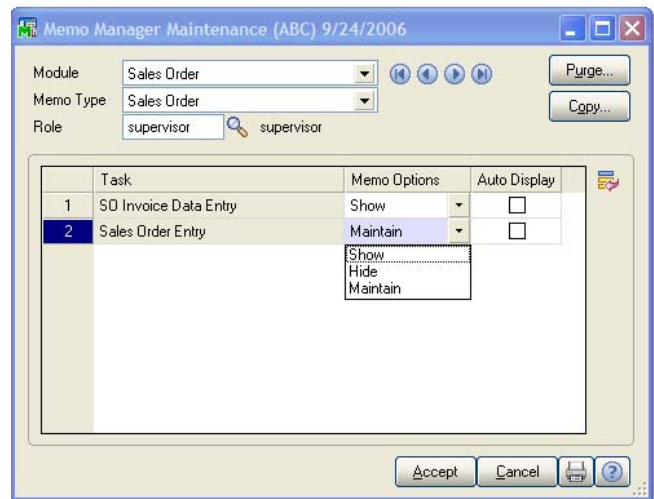 Memo Manager Maintenance (ABC) 9/24/2006
Module Sales Order Purge...
Memo Type Sales Order Copy...
Role supervisor supervisor
Task Memo Options Auto Display
1 SO Invoice Data Entry Show
2 Sales Order Entry Maintain
Show
Hide
Maintain
Accept Cancel ?